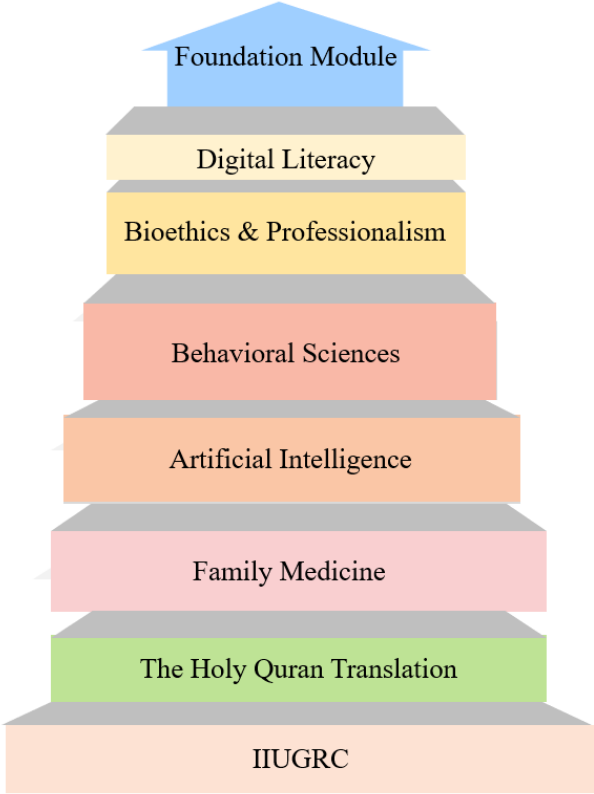 Foundation Module
Digital Literacy
Bioethics & Professionalism
Behavioral Sciences
Artificial Intelligence
Family Medicine
The Holy Quran Translation
IIUGRC